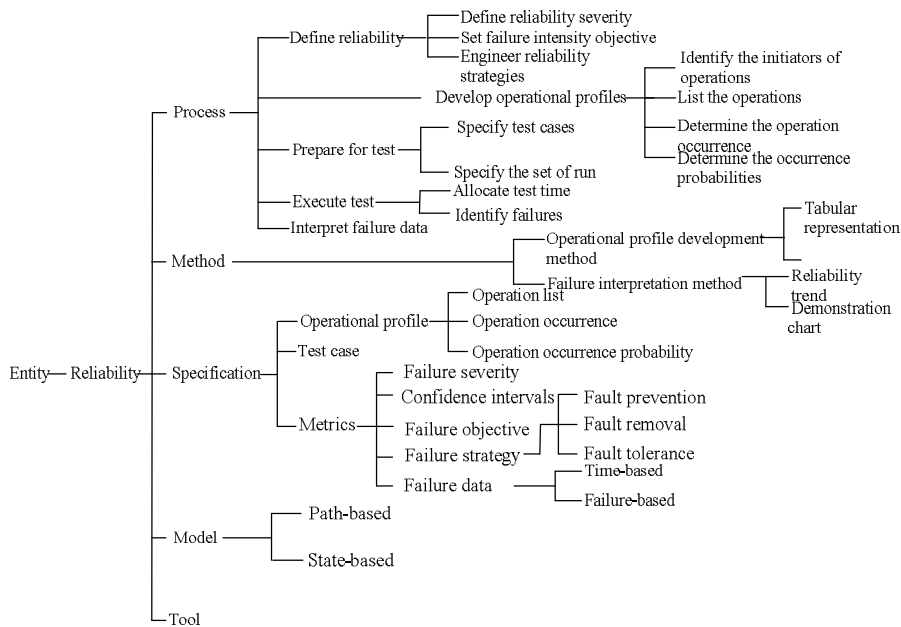 Define reliability severity
Define reliability
Set failure intensity objective
Engineer reliability
strategies
Identify the initiators of
operations
Develop operational profiles
List the operations
Process
Specify test cases
Determine the operation
occurrence
Prepare for test
Determine the occurrence
probabilities
Specify the set of run
Allocate test time
Execute test
Identify failures
Interpret failure data
Tabular
representation
Operational profile development
method
Method
Failure interpretation method
Reliability
trend
Demonstration
chart
Operation list
Operational profile
Operation occurrence
Test case
Operation occurrence probability
Entity
Reliability
Specification
Failure severity
Confidence intervals
Fault prevention
Metrics
Failure objective
Fault removal
Failure strategy
Fault tolerance
Time-based
Failure data
Failure-based
Path-based
Model
State-based
Tool